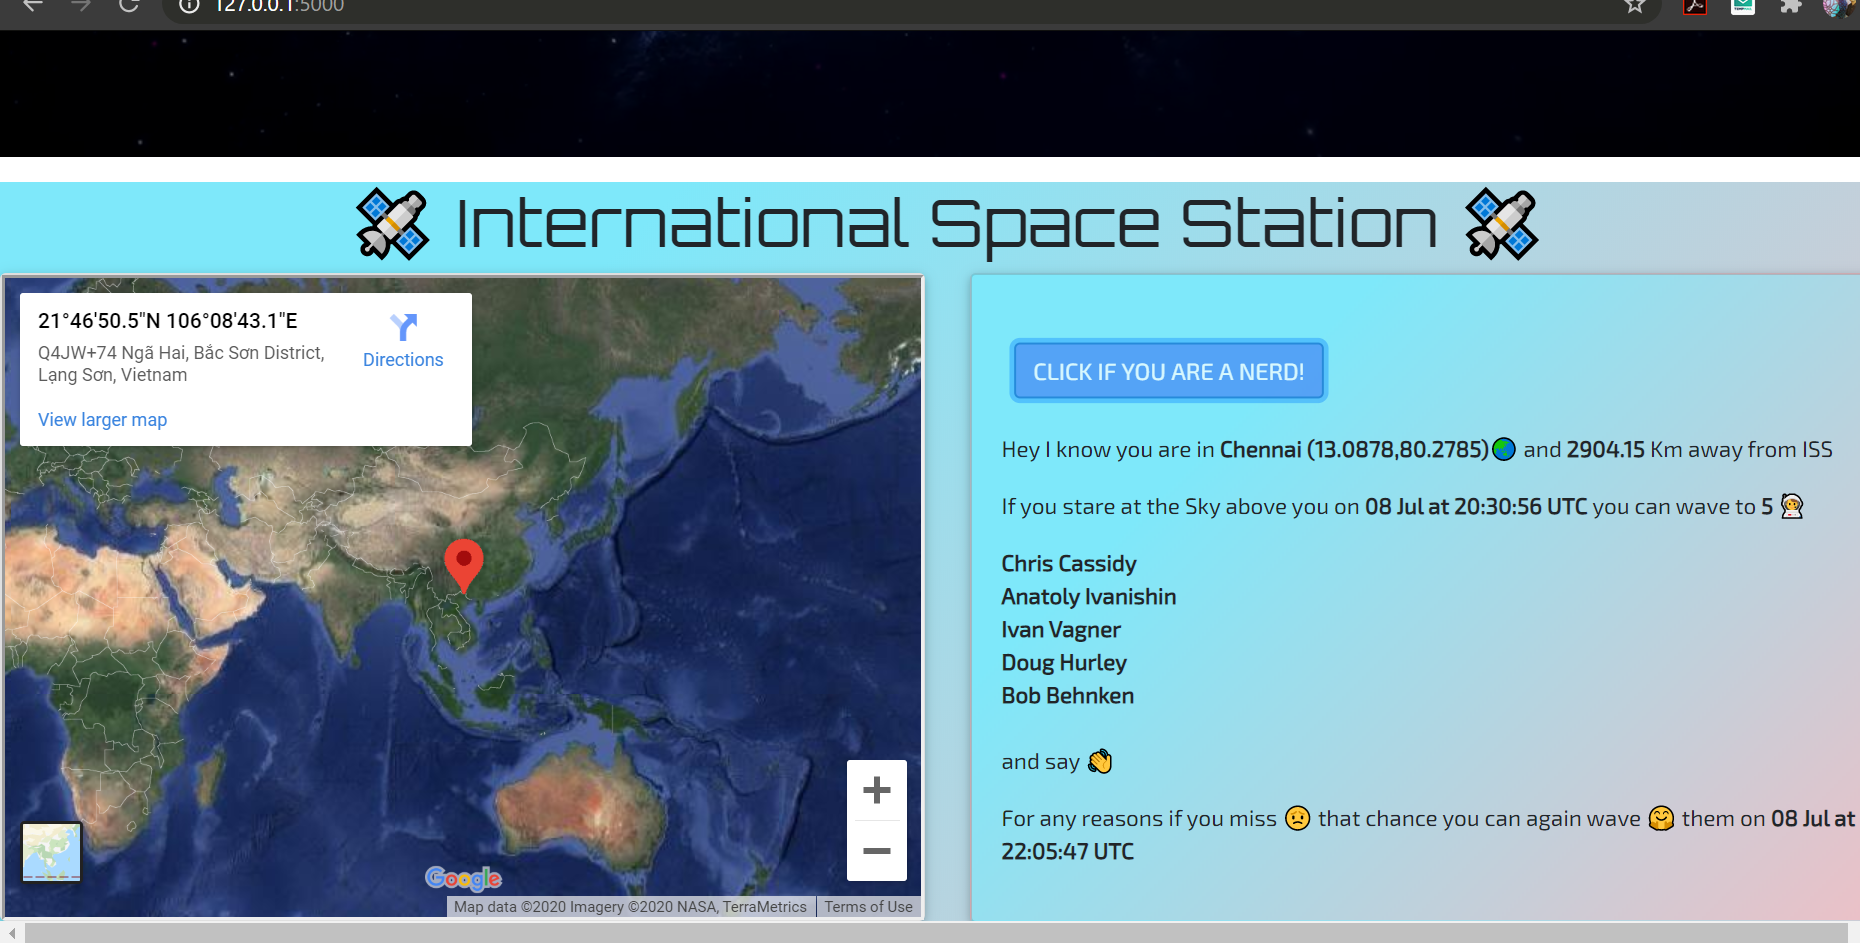 127.0.0.1:5000
International Space Station
21°46'50.5"N 106°08'43.1"E
Q4JW+74 Ngã Hai, Bắc Sơn District,
Lạng Sơn, Vietnam
Directions
View larger map
Google
Map data ©2020 Imagery ©2020 NASA, TerraMetrics
Terms of Use
CLICK IF YOU ARE A NERD!
Hey I know you are in Chennai (13.0878,80.2785)🌏 and 2904.15 Km away from ISS
If you stare at the Sky above you on 08 Jul at 20:30:56 UTC you can wave to 5 👩‍🚀
Chris Cassidy
Anatoly Ivanishin
Ivan Vagner
Doug Hurley
Bob Behnken
and say 👋
For any reasons if you miss 😟 that chance you can again wave 🤗 them on 08 Jul at
22:05:47 UTC